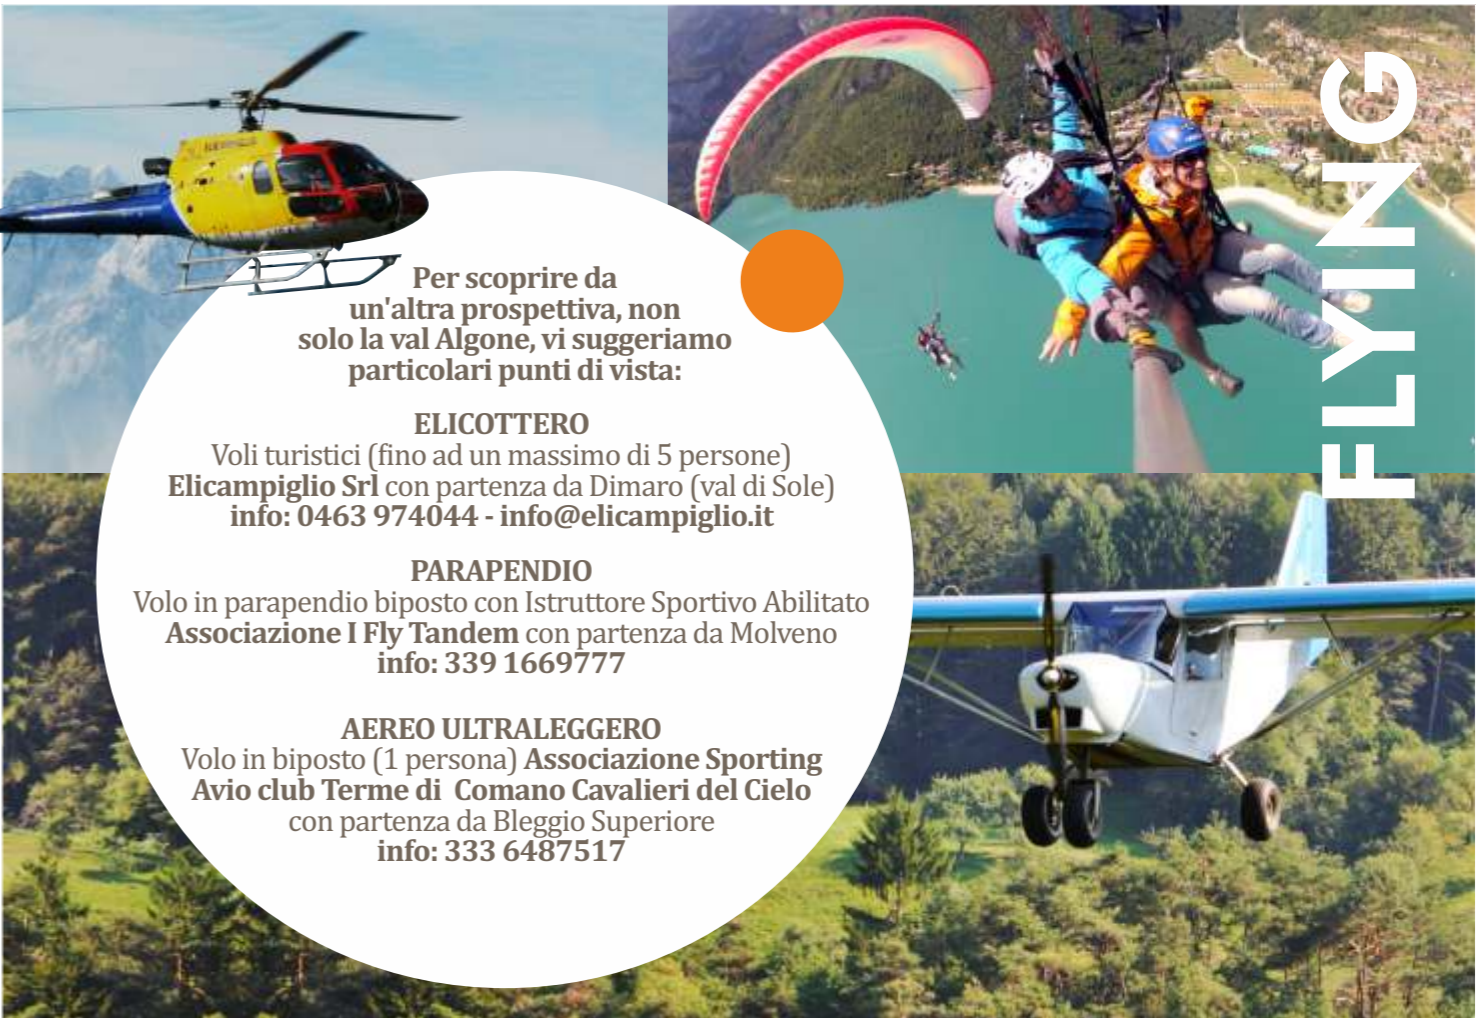 FLYING
Per scoprire da
un'altra prospettiva, non
solo la val Algone, vi suggeriamo
particolari punti di vista:
ELICOTTERO
Voli turistici (fino ad un massimo di 5 persone)
Elicampiglio Srl con partenza da Dimaro (val di Sole)
info: 0463 974044 - info@elicampiglio.it
PARAPENDIO
Volo in parapendio biposto con Istruttore Sportivo Abilitato
Associazione I Fly Tandem con partenza da Molveno
info: 339 1669777
AEREO ULTRALEGGERO
Volo in biposto (1 persona) Associazione Sporting
Avio club Terme di Comano Cavalieri del Cielo
con partenza da Bleggio Superiore
info: 333 6487517